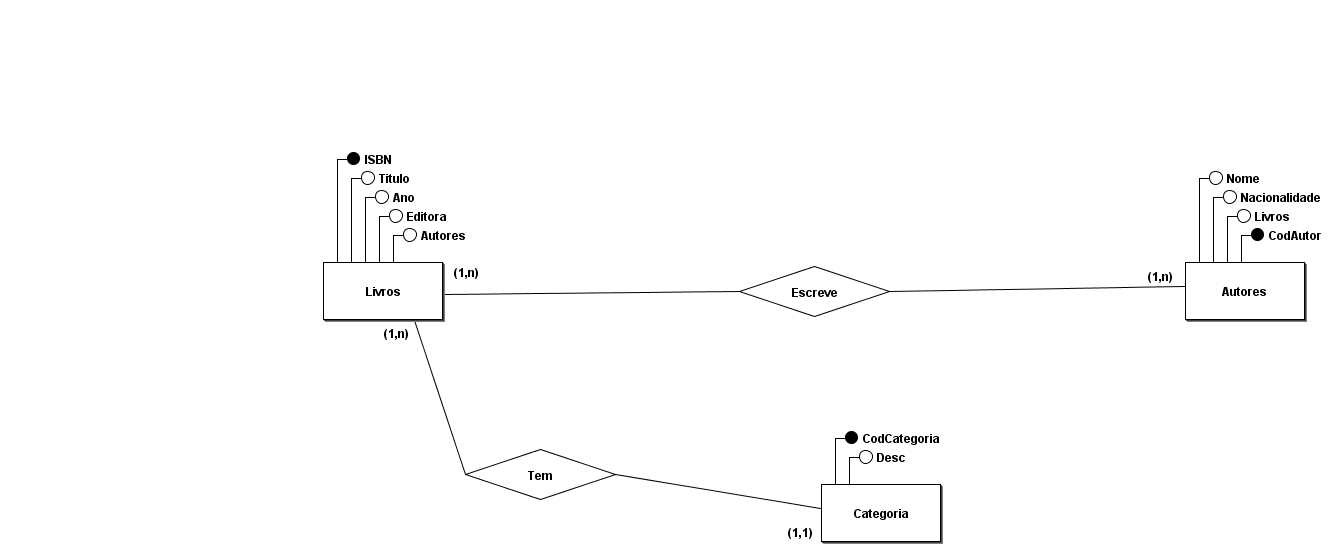 ISBN
Titulo
Ano
Editora
Autores
Nome
Nacionalidade
Livros
CodAutor
(1,n)
(1,n)
Livros
Escreve
Autores
(1,n)
CodCategoria
Desc
Tem
Categoria
(1,1)